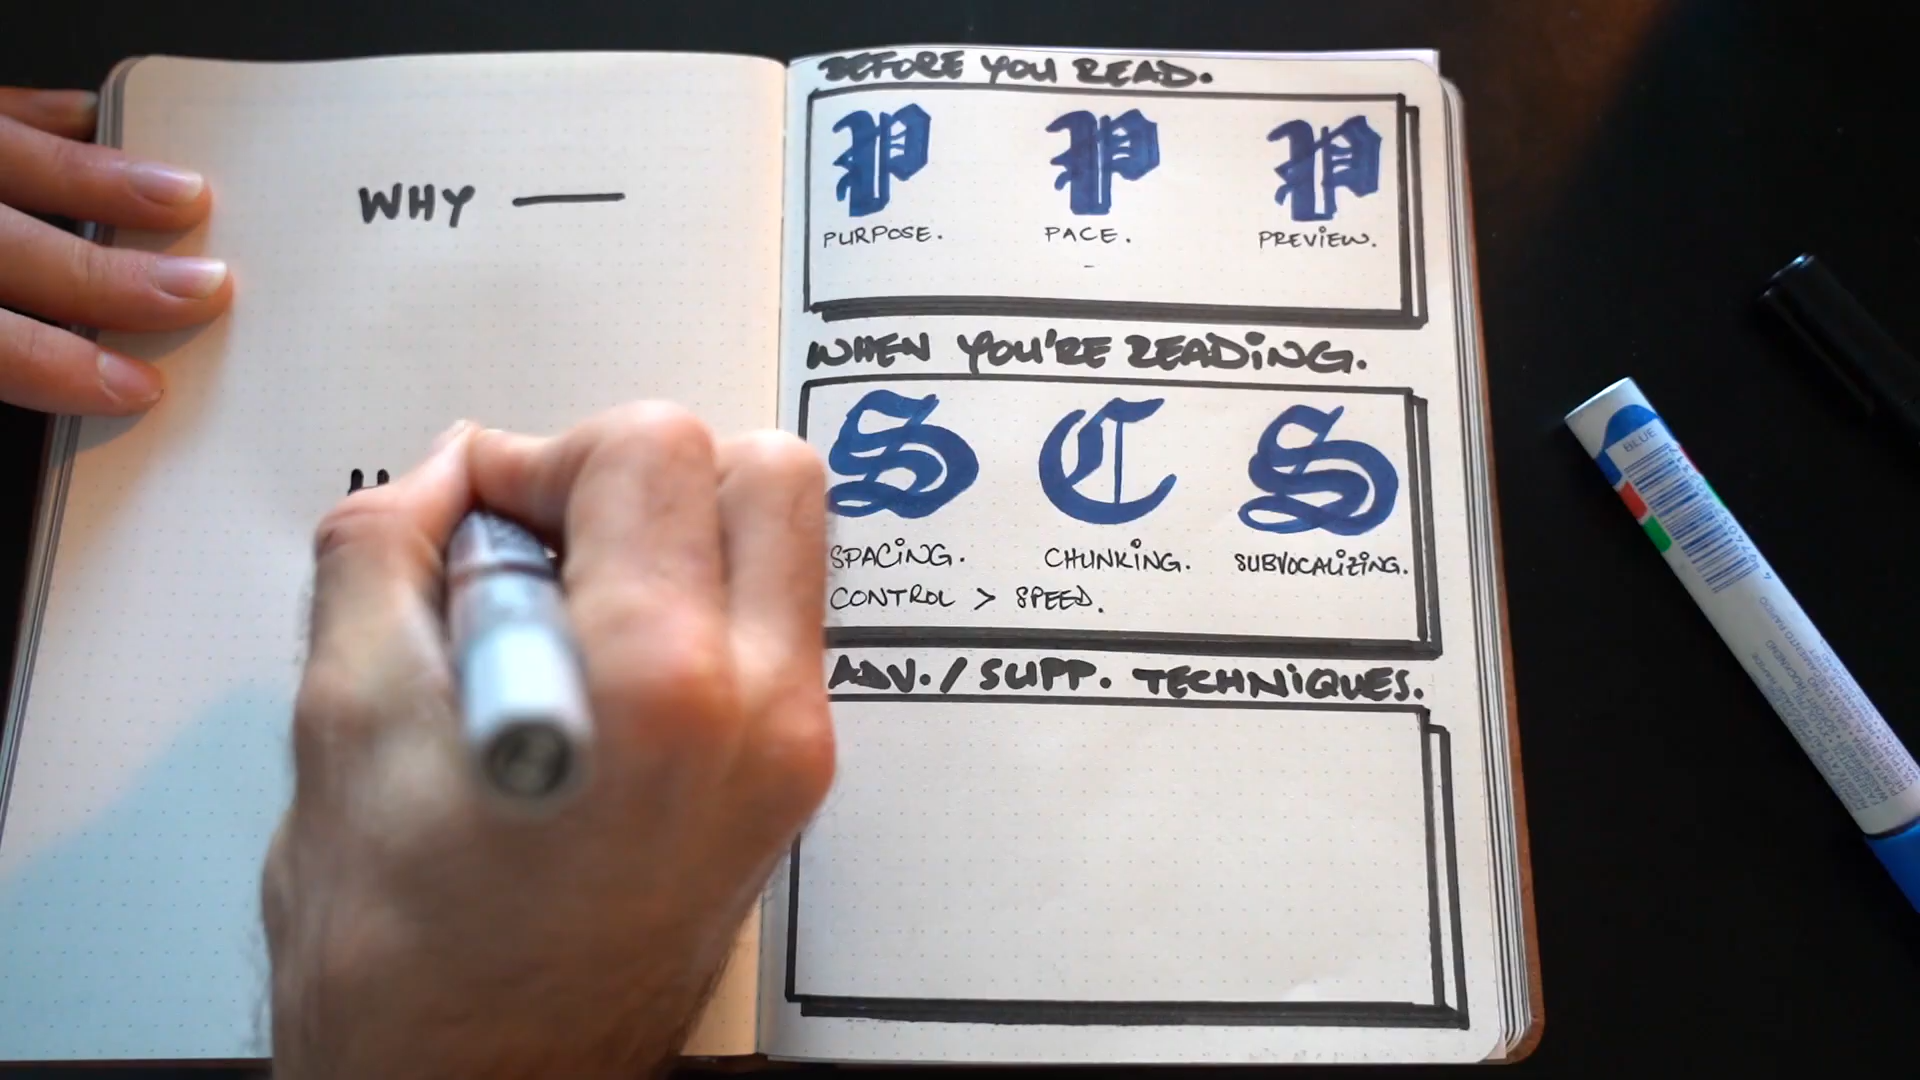 WHY —
H
BEFORE YOU READ.
P P P
PURPOSE. PACE. PREVIEW.
-
WHEN YOU'RE READING.
S C S
SPACING. CHUNKING. SUBVOCALIZING.
CONTROL > SPEED.
ADV./SUPP. TECHNIQUES.
BLUE